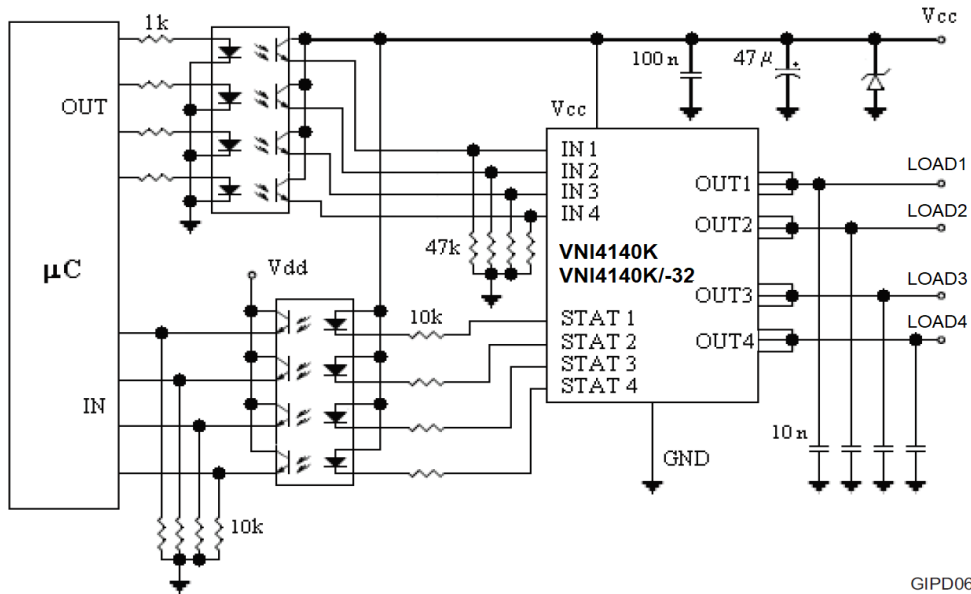 1k
Vcc
100n
47μ
OUT
Vcc
IN 1
IN 2
IN 3
IN 4
OUT1
OUT2
OUT3
OUT4
LOAD1
LOAD2
LOAD3
LOAD4
47k
VNI4140K
VNI4140K/-32
μC
Vdd
10k
STAT 1
STAT 2
STAT 3
STAT 4
IN
10n
GND
10k
GIPD06